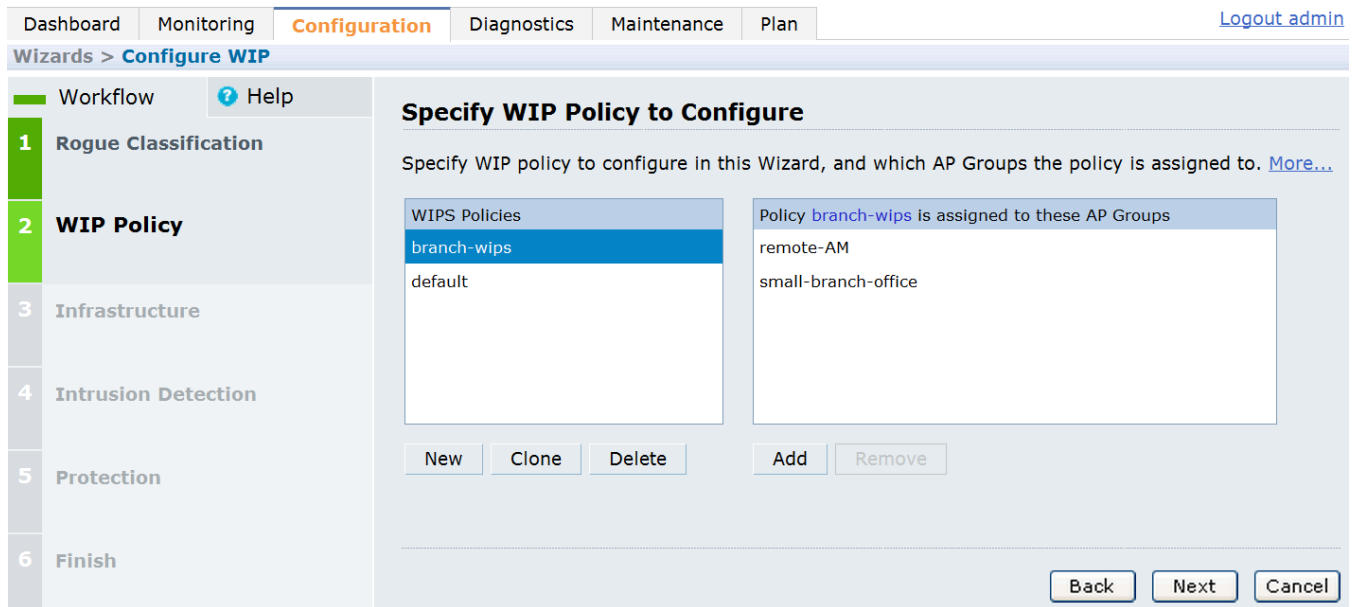 Dashboard Monitoring Configuration Diagnostics Maintenance Plan Logout admin
Wizards > Configure WIP
Workflow ? Help
1 Rogue Classification
2 WIP Policy
3 Infrastructure
4 Intrusion Detection
5 Protection
6 Finish
Specify WIP Policy to Configure
Specify WIP policy to configure in this Wizard, and which AP Groups the policy is assigned to. More...
WIPS Policies
branch-wips
default
New Clone Delete
Policy branch-wips is assigned to these AP Groups
remote-AM
small-branch-office
Add Remove
Back Next Cancel